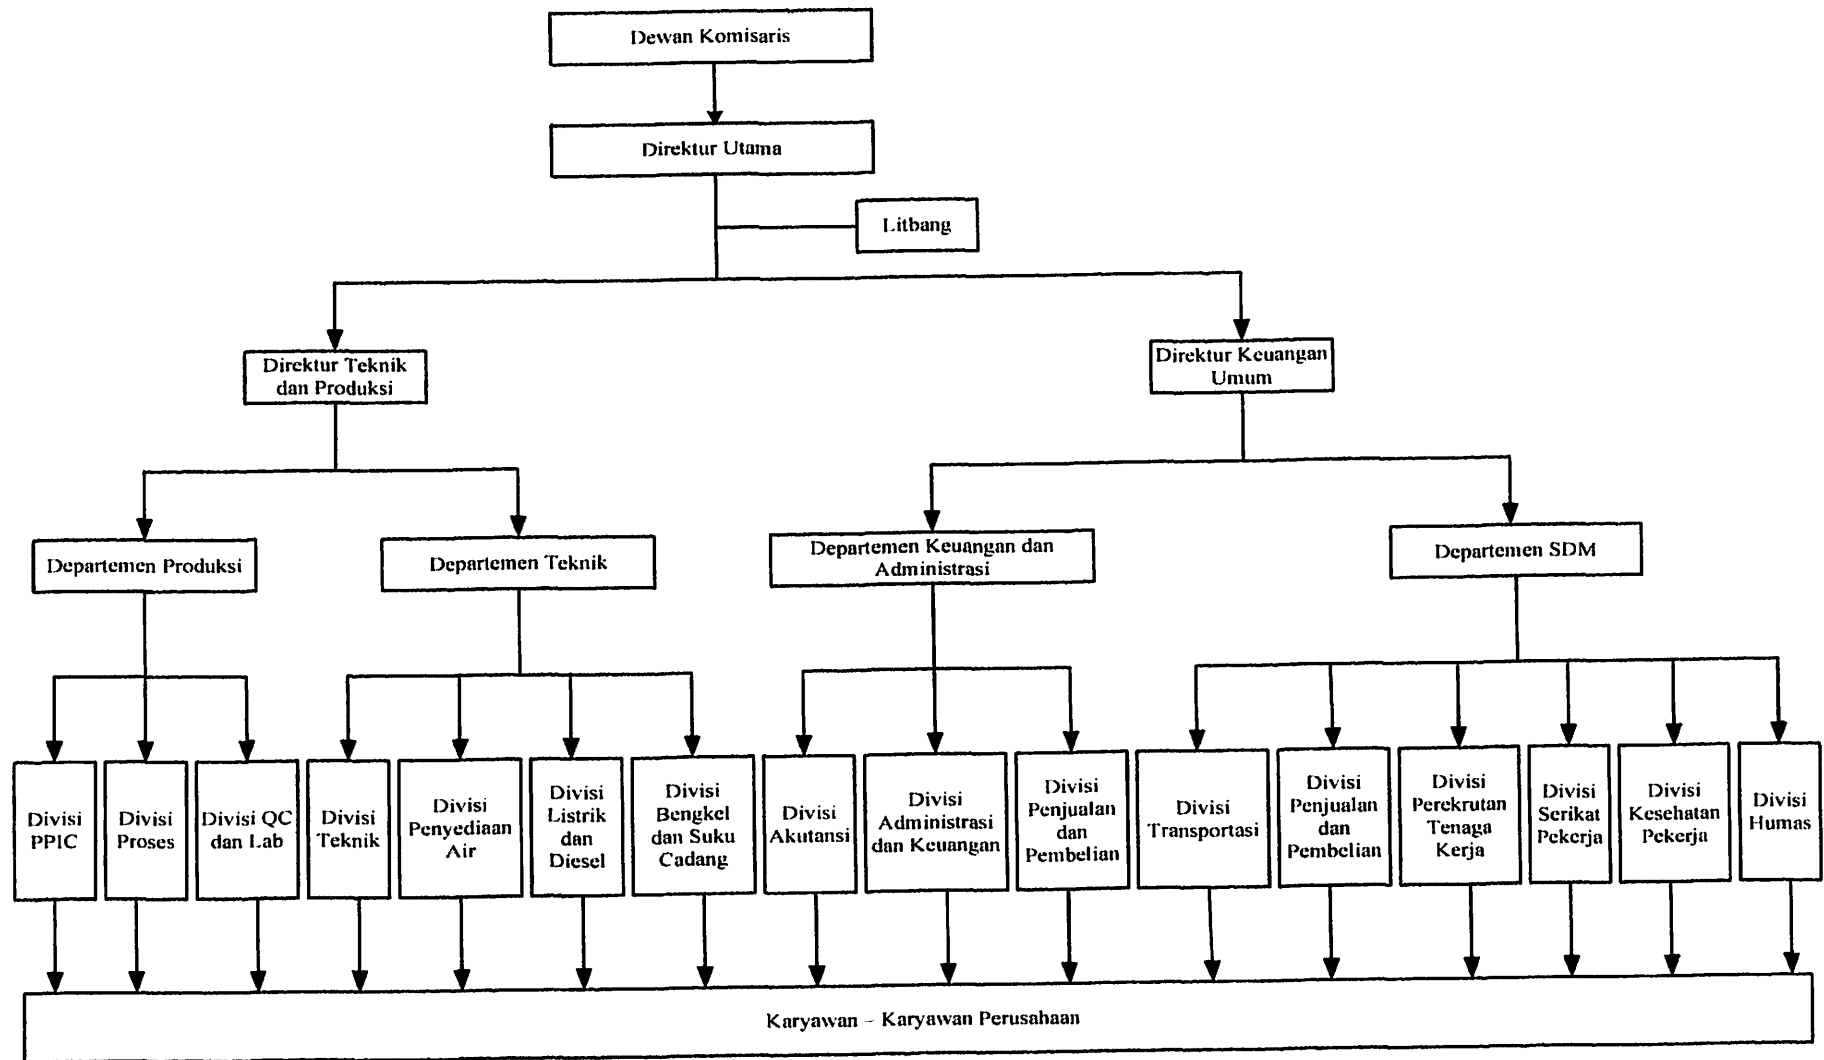 Dewan Komisaris
Direktur Utama
Litbang
Direktur Teknik
dan Produksi
Direktur Keuangan
Umum
Departemen Produksi
Departemen Teknik
Departemen Keuangan dan
Administrasi
Departemen SDM
Divisi
PPIC
Divisi
Proses
Divisi QC
dan Lab
Divisi
Teknik
Divisi
Penyediaan
Air
Divisi
Listrik
dan
Diesel
Divisi
Bengkel
dan Suku
Cadang
Divisi
Akutansi
Divisi
Administrasi
dan Keuangan
Divisi
Penjualan
dan
Pembelian
Divisi
Transportasi
Divisi
Penjualan
dan
Pembelian
Divisi
Perekrutan
Tenaga
Kerja
Divisi
Serikat
Pekerja
Divisi
Kesehatan
Pekerja
Divisi
Humas
Karyawan – Karyawan Perusahaan